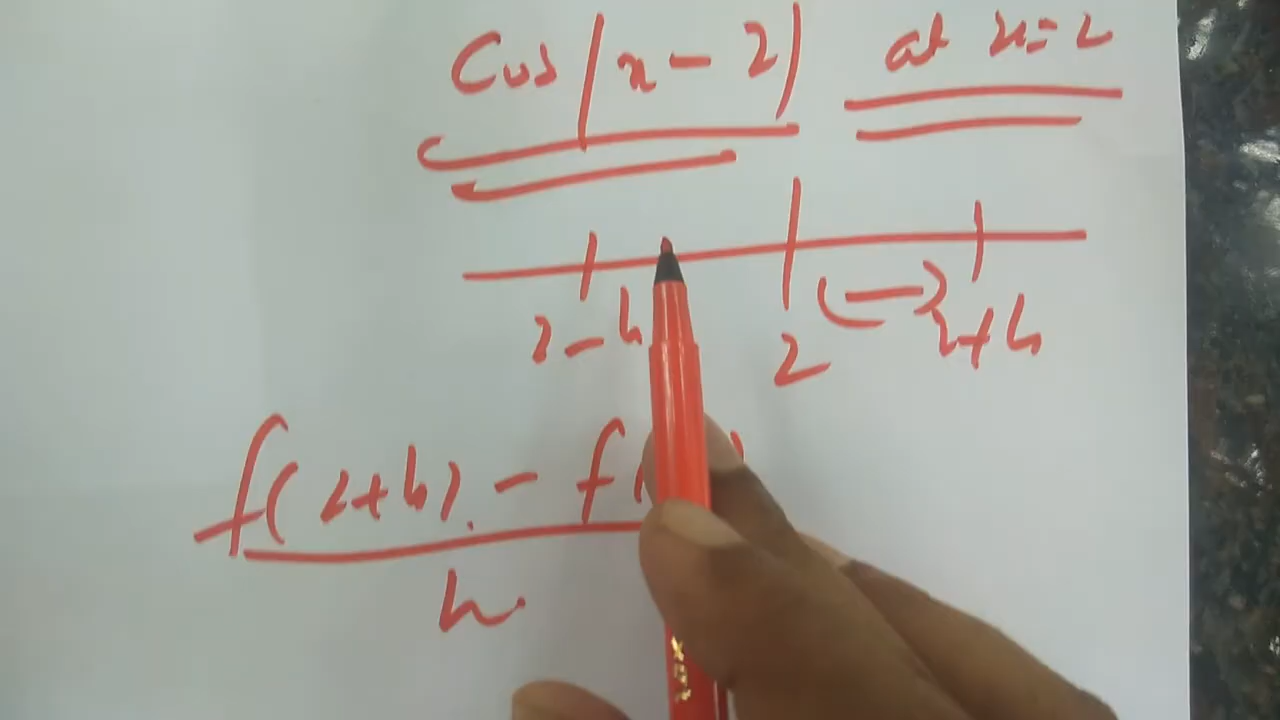 Cos |x - 2| at x = 2
2 - h 2 2 + h
f(2+h) - f(
h